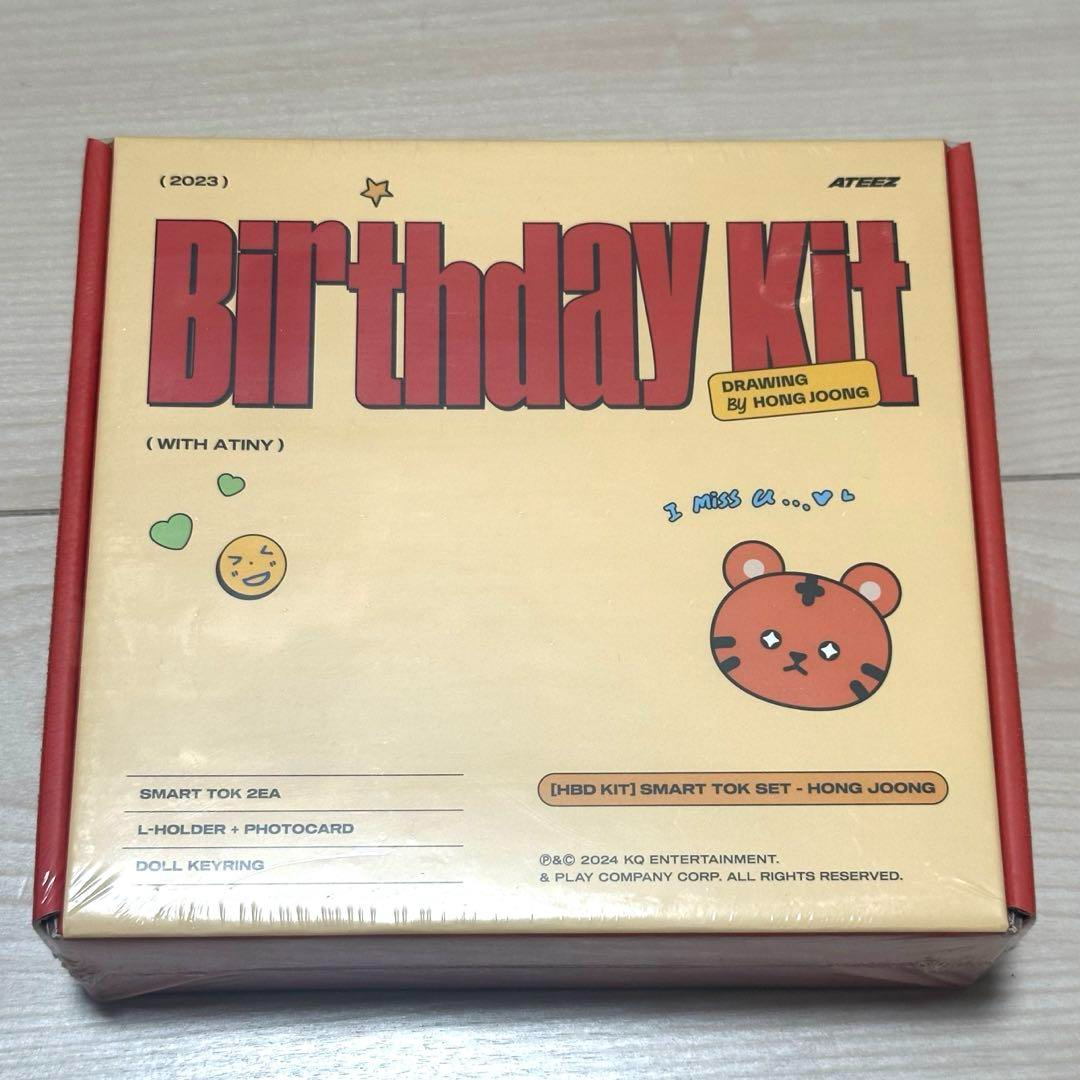 (2023)
ATEEZ
Birthday Kit
DRAWING
By HONG JOONG
(WITH ATINY)
I Miss U...
SMART TOK 2EA
L-HOLDER + PHOTOCARD
DOLL KEYRING
[HBD KIT] SMART TOK SET - HONG JOONG
℗&© 2024 KQ ENTERTAINMENT.
& PLAY COMPANY CORP. ALL RIGHTS RESERVED.